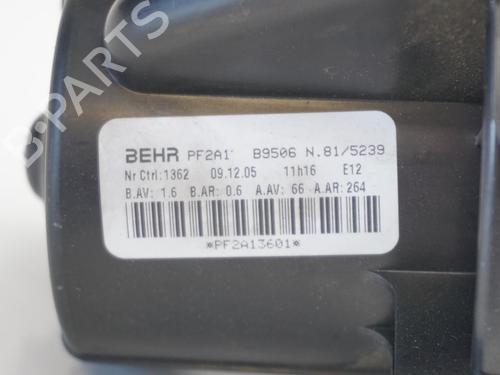 BEHR PF2A1 B9506 N.81/5239
Nr Ctrl:1362 09.12.05 11h16 E12
B.AV: 1.6 B.AR: 0.6 A.AV: 66 A.AR: 264
*PF2A13601*
B-PARTS